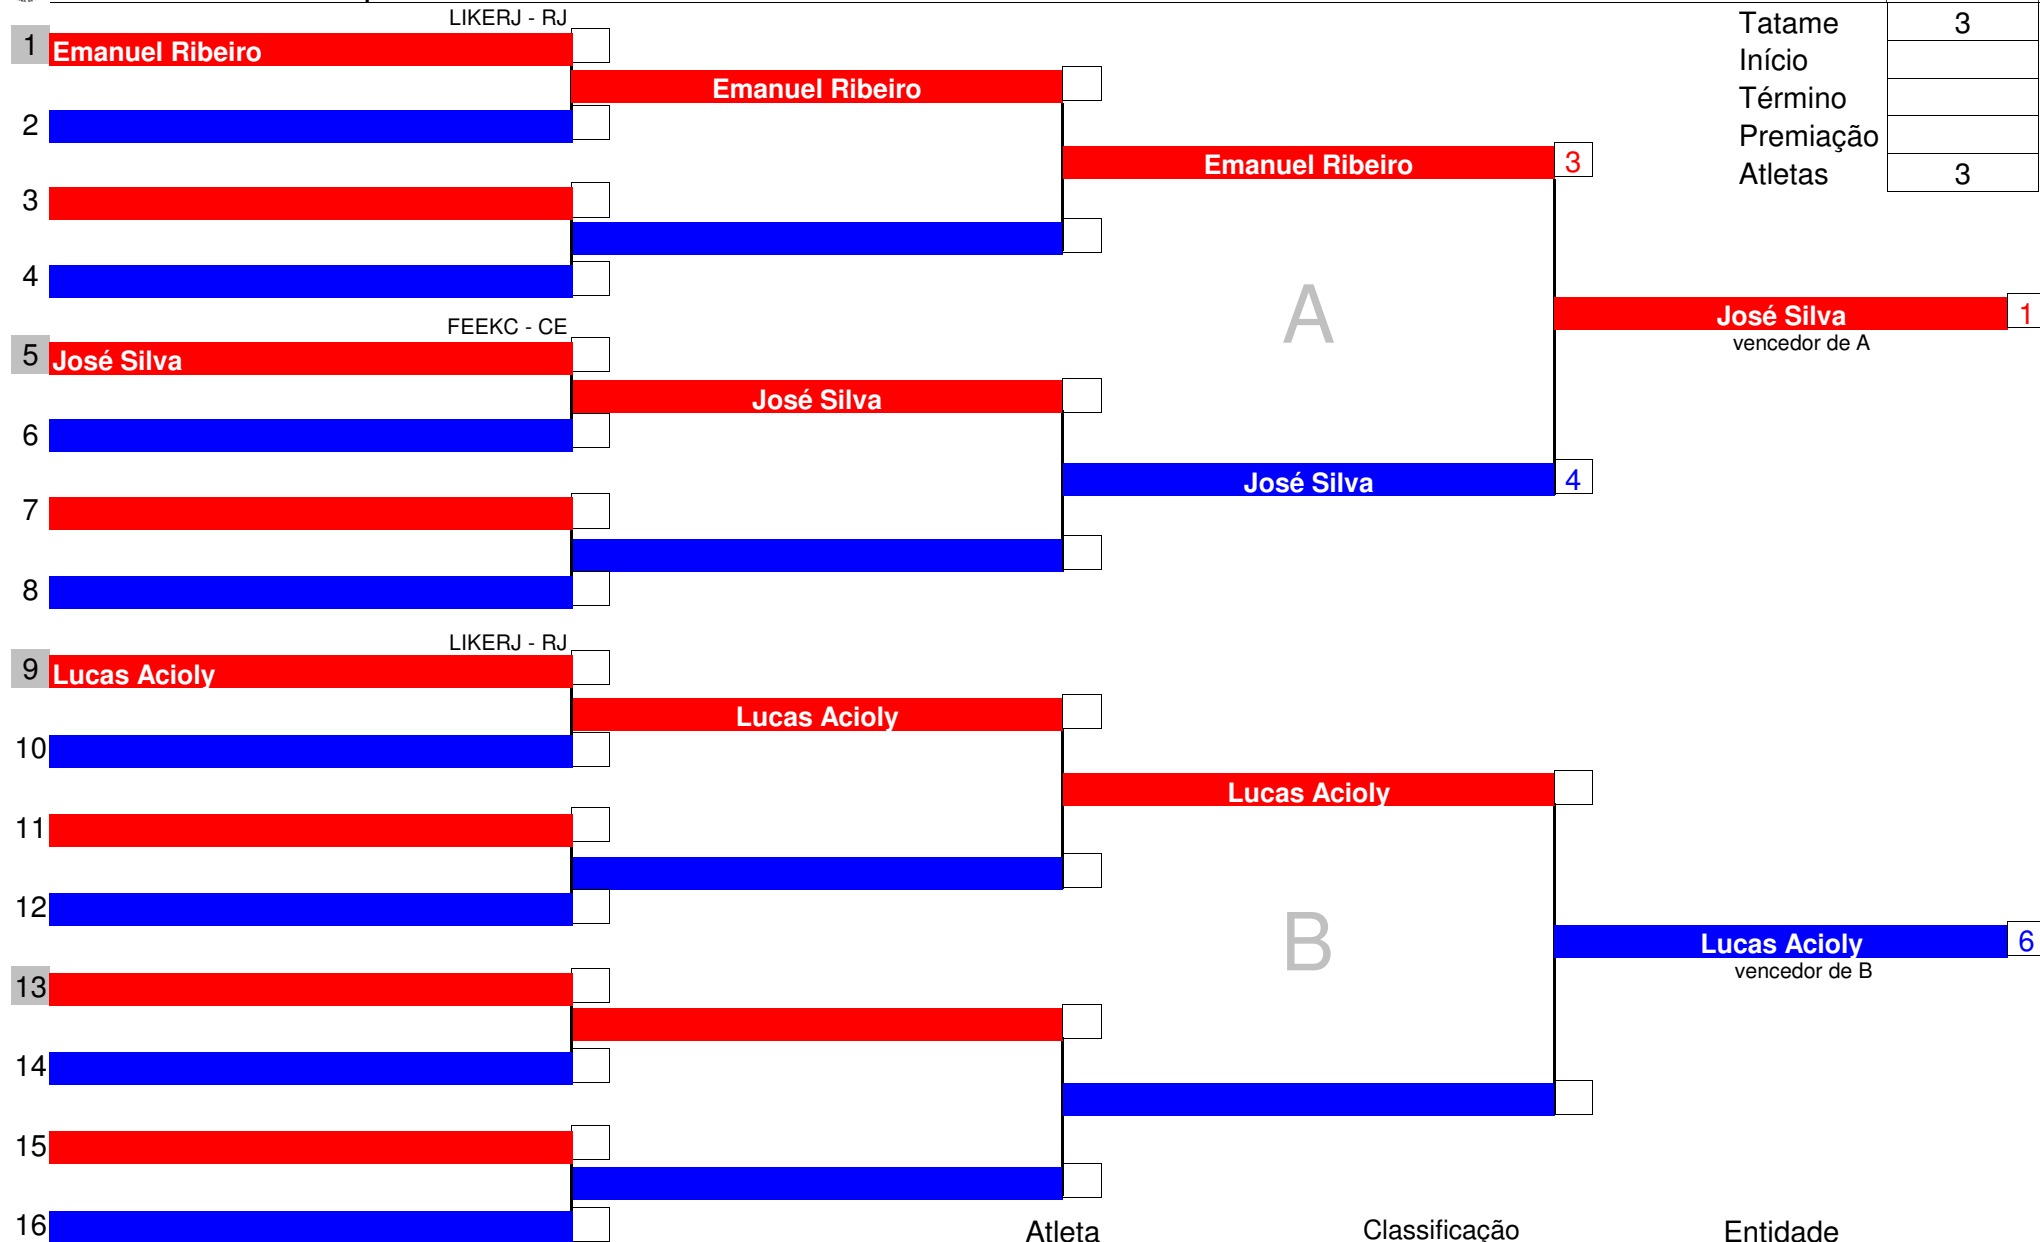 LIKERJ - RJ
Tatame 3
1 Emanuel Ribeiro
Início
Emanuel Ribeiro
Término
2
Premiação
Emanuel Ribeiro 3
Atletas 3
3
4
José Silva 1
FEEKC - CE
vencedor de A
A
5 José Silva
José Silva
6
José Silva 4
7
8
LIKERJ - RJ
9 Lucas Acioly
Lucas Acioly
10
Lucas Acioly
11
12
B
Lucas Acioly 6
vencedor de B
13
14
15
16
Atleta Classificação Entidade